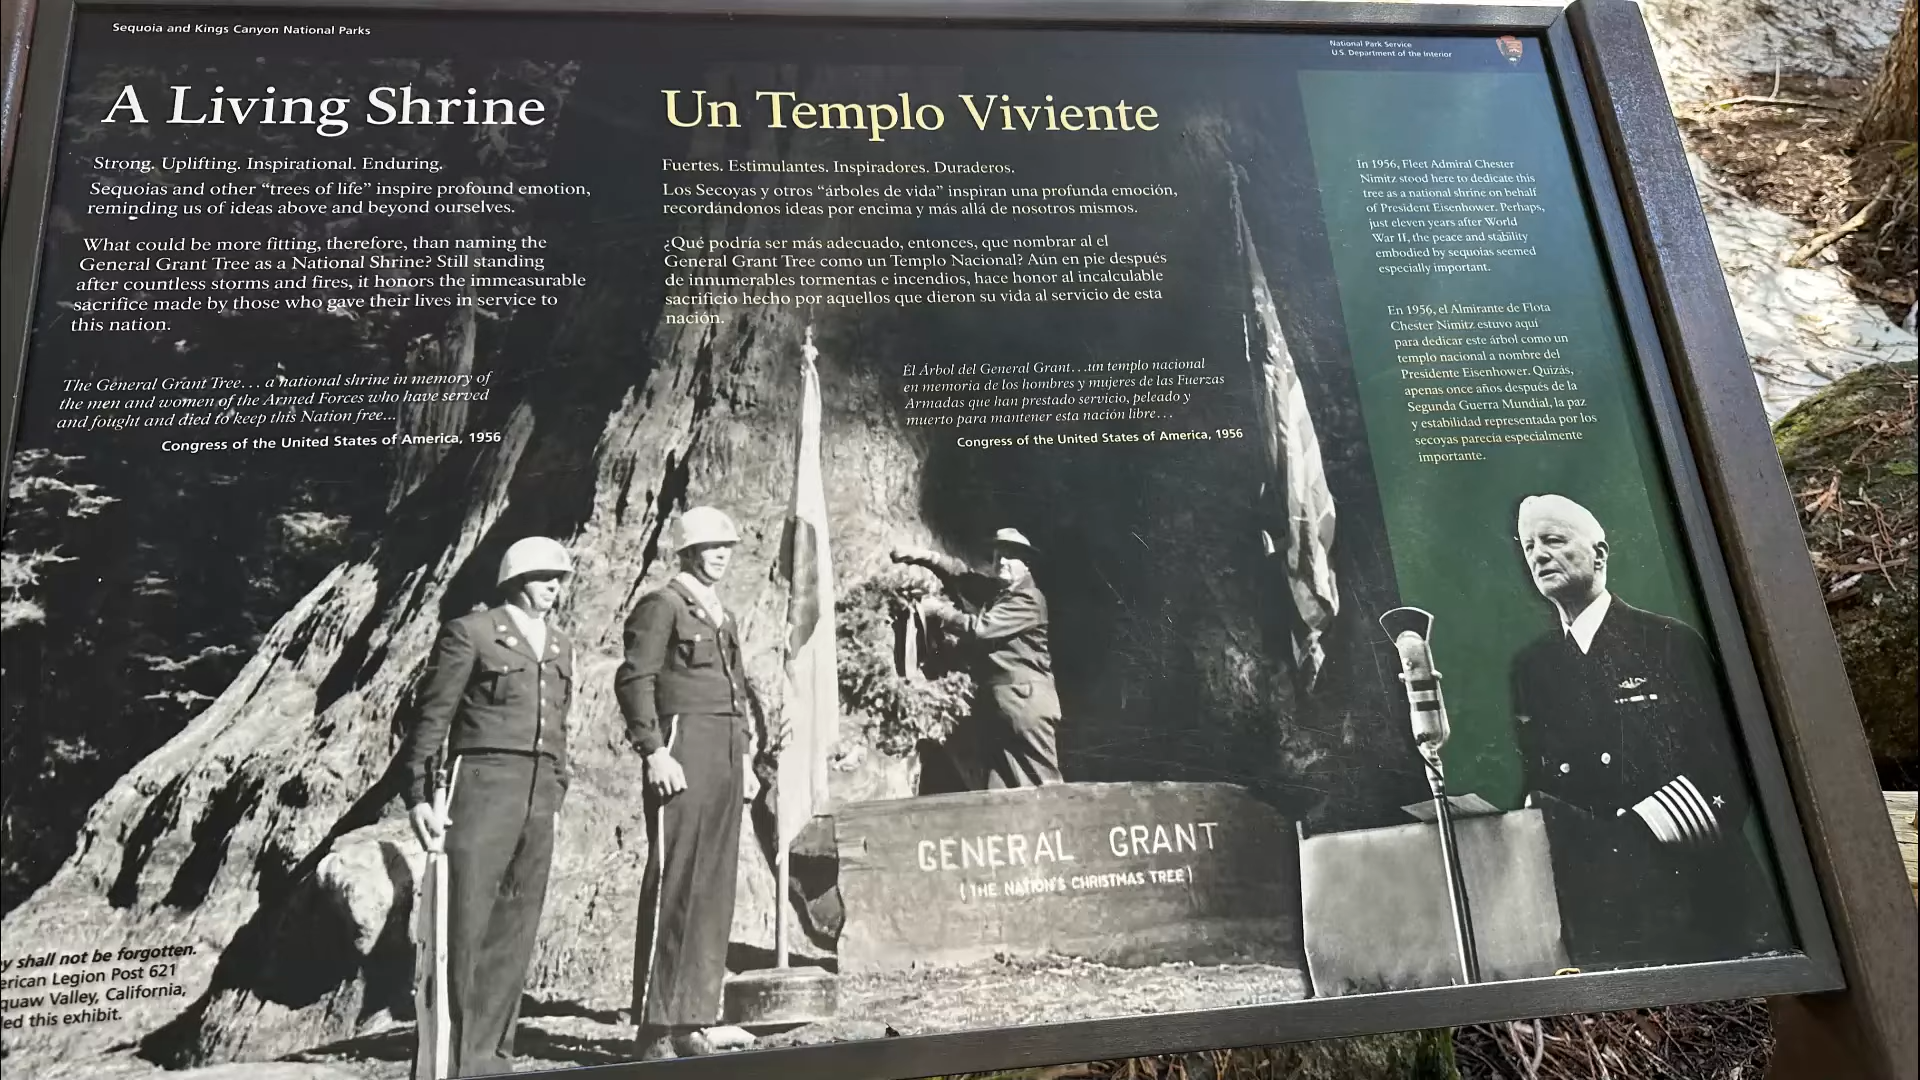 Sequoia and Kings Canyon National Parks
National Park Service
U.S. Department of the Interior
A Living Shrine
Strong. Uplifting. Inspirational. Enduring.
Sequoias and other “trees of life” inspire profound emotion,
reminding us of ideas above and beyond ourselves.
What could be more fitting, therefore, than naming the
General Grant Tree as a National Shrine? Still standing
after countless storms and fires, it honors the immeasurable
sacrifice made by those who gave their lives in service to
this nation.
The General Grant Tree... a national shrine in memory of
the men and women of the Armed Forces who have served
and fought and died to keep this Nation free...
Congress of the United States of America, 1956
Un Templo Viviente
Fuertes. Estimulantes. Inspiradores. Duraderos.
Los Secoyas y otros “árboles de vida” inspiran una profunda emoción,
recordándonos ideas por encima y más allá de nosotros mismos.
¿Qué podría ser más adecuado, entonces, que nombrar al el
General Grant Tree como un Templo Nacional? Aún en pie después
de innumerables tormentas e incendios, hace honor al incalculable
sacrificio hecho por aquellos que dieron su vida al servicio de esta
nación.
El Árbol del General Grant...un templo nacional
en memoria de los hombres y mujeres de las Fuerzas
Armadas que han prestado servicio, peleado y
muerto para mantener esta nación libre...
Congress of the United States of America, 1956
In 1956, Fleet Admiral Chester
Nimitz stood here to dedicate this
tree as a national shrine on behalf
of President Eisenhower. Perhaps,
just eleven years after World
War II, the peace and stability
embodied by sequoias seemed
especially important.
En 1956, el Almirante de Flota
Chester Nimitz estuvo aquí
para dedicar este árbol como un
templo nacional a nombre del
Presidente Eisenhower. Quizás,
apenas once años después de la
Segunda Guerra Mundial, la paz
y estabilidad representada por los
secoyas parecía especialmente
importante.
GENERAL GRANT
(THE NATION'S CHRISTMAS TREE)
y shall not be forgotten.
erican Legion Post 621
quaw Valley, California,
ed this exhibit.